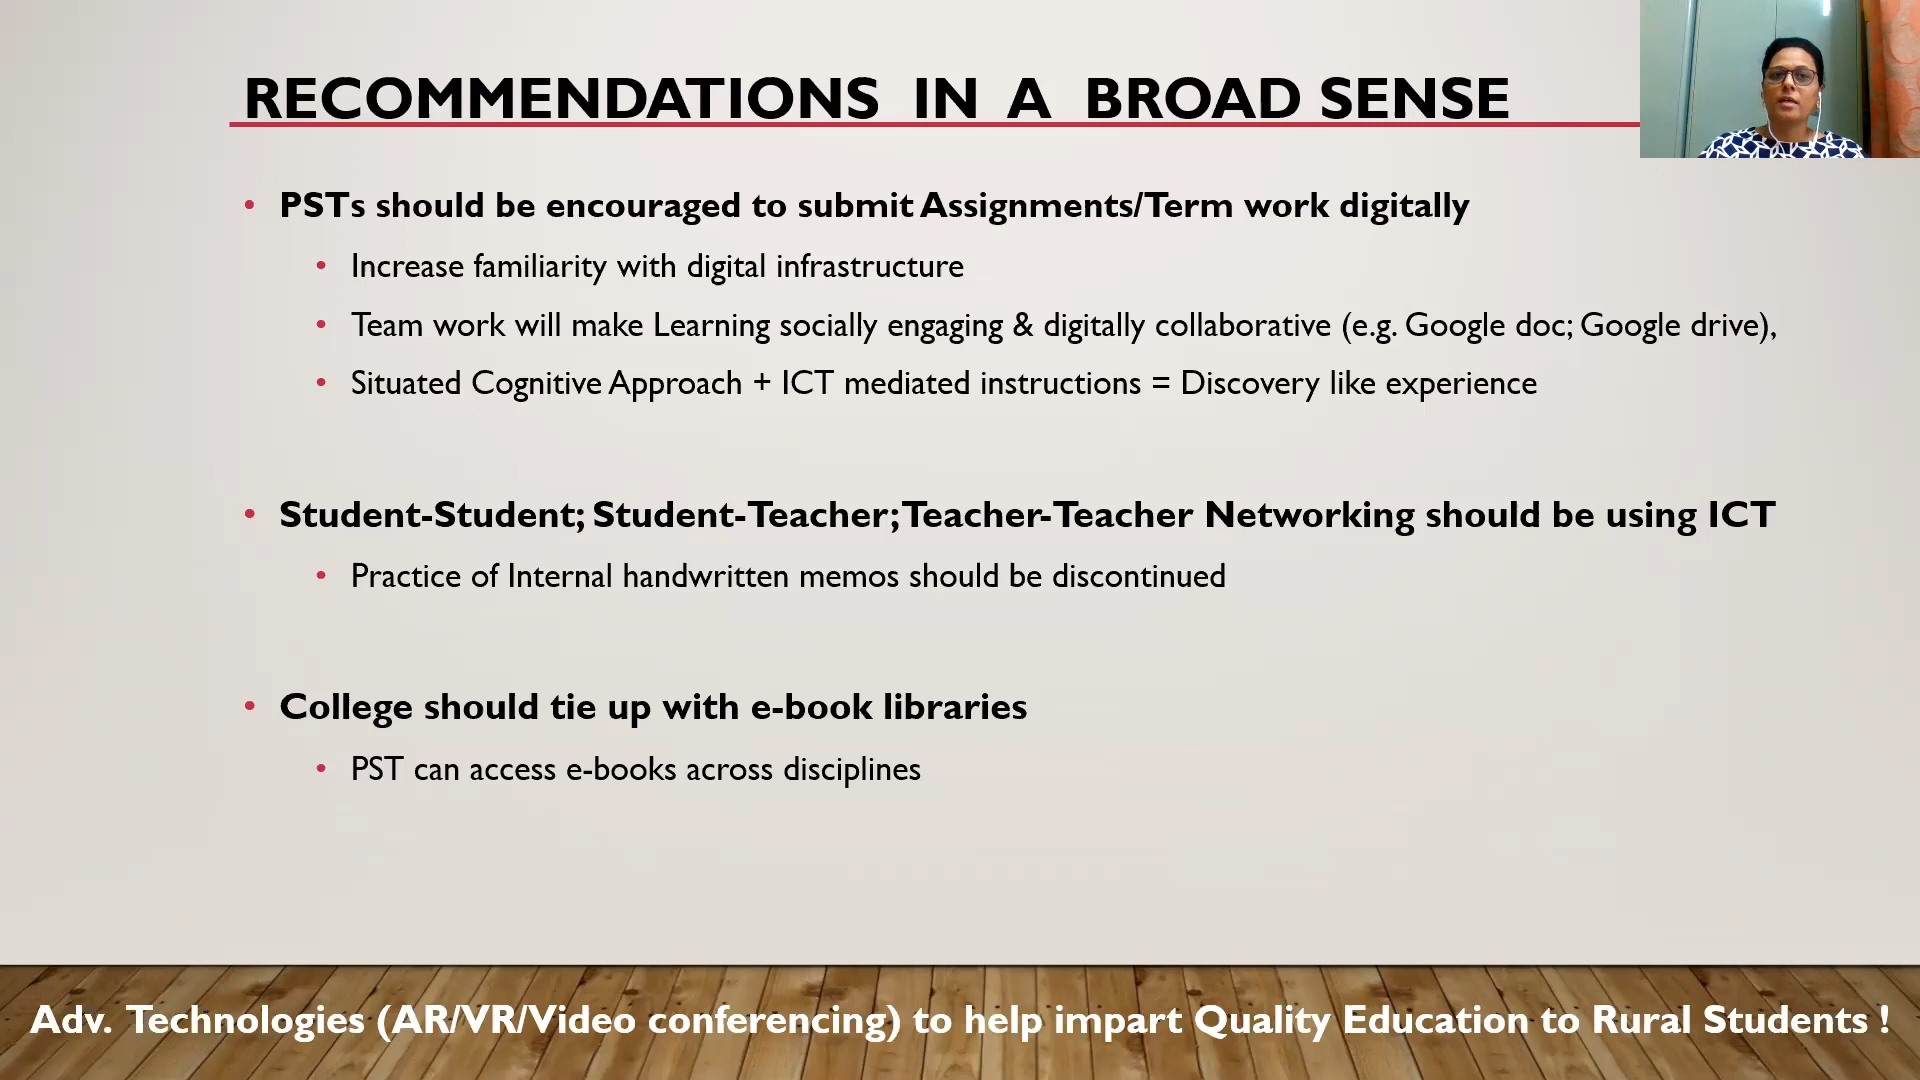 RECOMMENDATIONS IN A BROAD SENSE
• PSTs should be encouraged to submit Assignments/Term work digitally
• Increase familiarity with digital infrastructure
• Team work will make Learning socially engaging & digitally collaborative (e.g. Google doc; Google drive),
• Situated Cognitive Approach + ICT mediated instructions = Discovery like experience
• Student-Student; Student-Teacher; Teacher-Teacher Networking should be using ICT
• Practice of Internal handwritten memos should be discontinued
• College should tie up with e-book libraries
• PST can access e-books across disciplines
Adv. Technologies (AR/VR/Video conferencing) to help impart Quality Education to Rural Students !